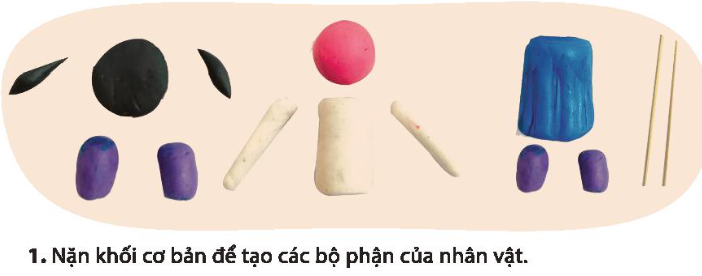 1. Nặn khối cơ bản để tạo các bộ phận của nhân vật.